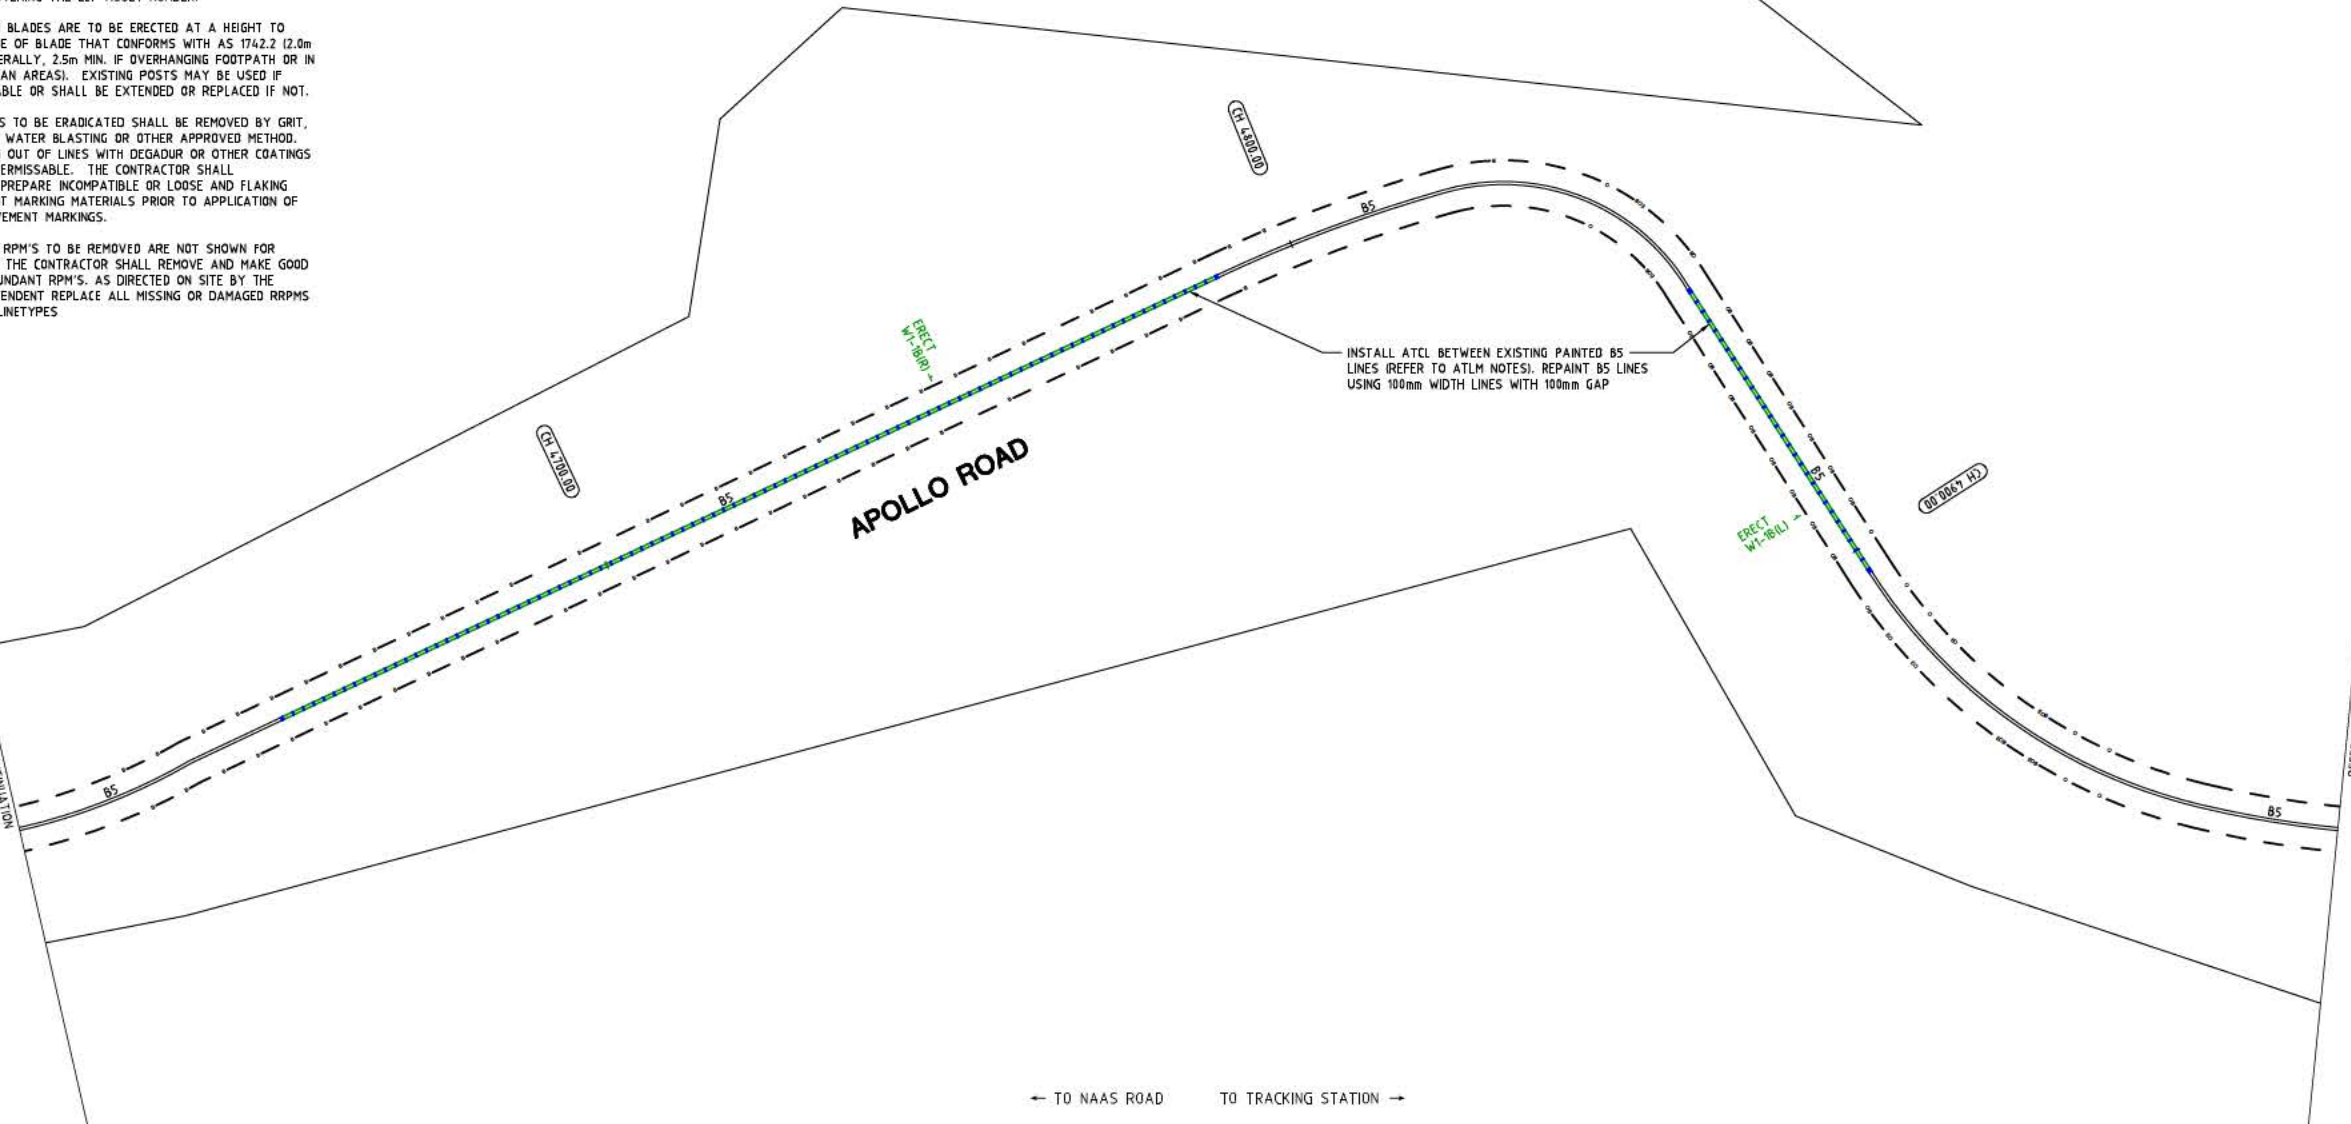 BLADES ARE TO BE ERECTED AT A HEIGHT TO
E OF BLADE THAT CONFORMS WITH AS 1742.2 (2.0m
ERALLY, 2.5m MIN. IF OVERHANGING FOOTPATH OR IN
AN AREAS). EXISTING POSTS MAY BE USED IF
ABLE OR SHALL BE EXTENDED OR REPLACED IF NOT.
S TO BE ERADICATED SHALL BE REMOVED BY GRIT,
WATER BLASTING OR OTHER APPROVED METHOD.
OUT OF LINES WITH DEGADUR OR OTHER COATINGS
ERMISSABLE. THE CONTRACTOR SHALL
PREPARE INCOMPATIBLE OR LOOSE AND FLAKING
T MARKING MATERIALS PRIOR TO APPLICATION OF
EMENT MARKINGS.
RPM'S TO BE REMOVED ARE NOT SHOWN FOR
THE CONTRACTOR SHALL REMOVE AND MAKE GOOD
UNDANT RPM'S. AS DIRECTED ON SITE BY THE
ENDENT REPLACE ALL MISSING OR DAMAGED RRPMS
LINETYPES
CH 4800.00
B5
ERECT
W1-1B(R)
INSTALL ATCL BETWEEN EXISTING PAINTED B5
LINES (REFER TO ATLM NOTES). REPAINT B5 LINES
USING 100mm WIDTH LINES WITH 100mm GAP
CH 4700.00
APOLLO ROAD
B5
B5
CH 4900.00
ERECT
W1-1B(L)
B5
B5
← TO NAAS ROAD
TO TRACKING STATION →